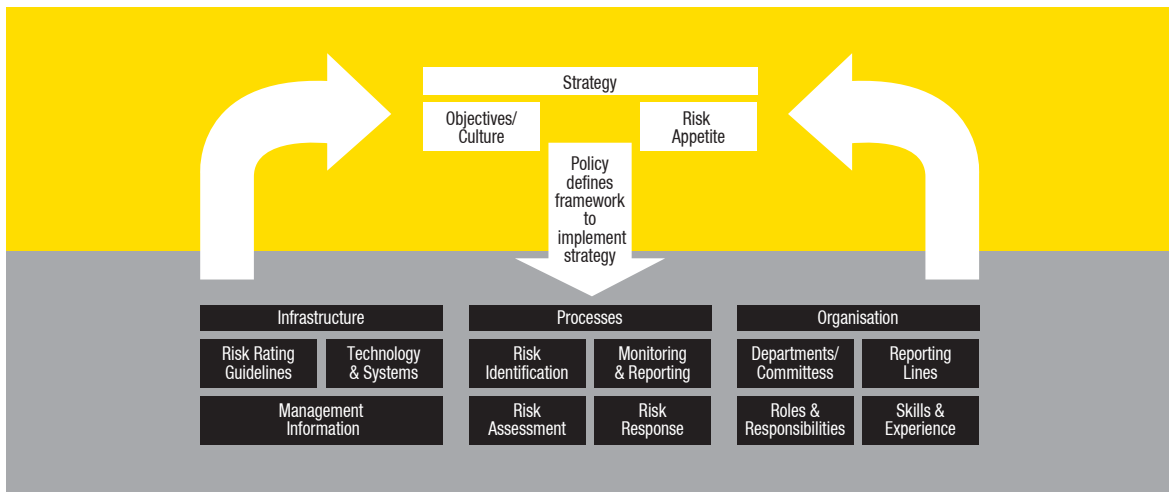 Strategy
Objectives/
Culture
Risk
Appetite
Policy
defines
framework
to
implement
strategy
Infrastructure
Risk Rating
Guidelines
Technology
& Systems
Management
Information
Processes
Risk
Identification
Monitoring
& Reporting
Risk
Assessment
Risk
Response
Organisation
Departments/
Committess
Reporting
Lines
Roles &
Responsibilities
Skills &
Experience